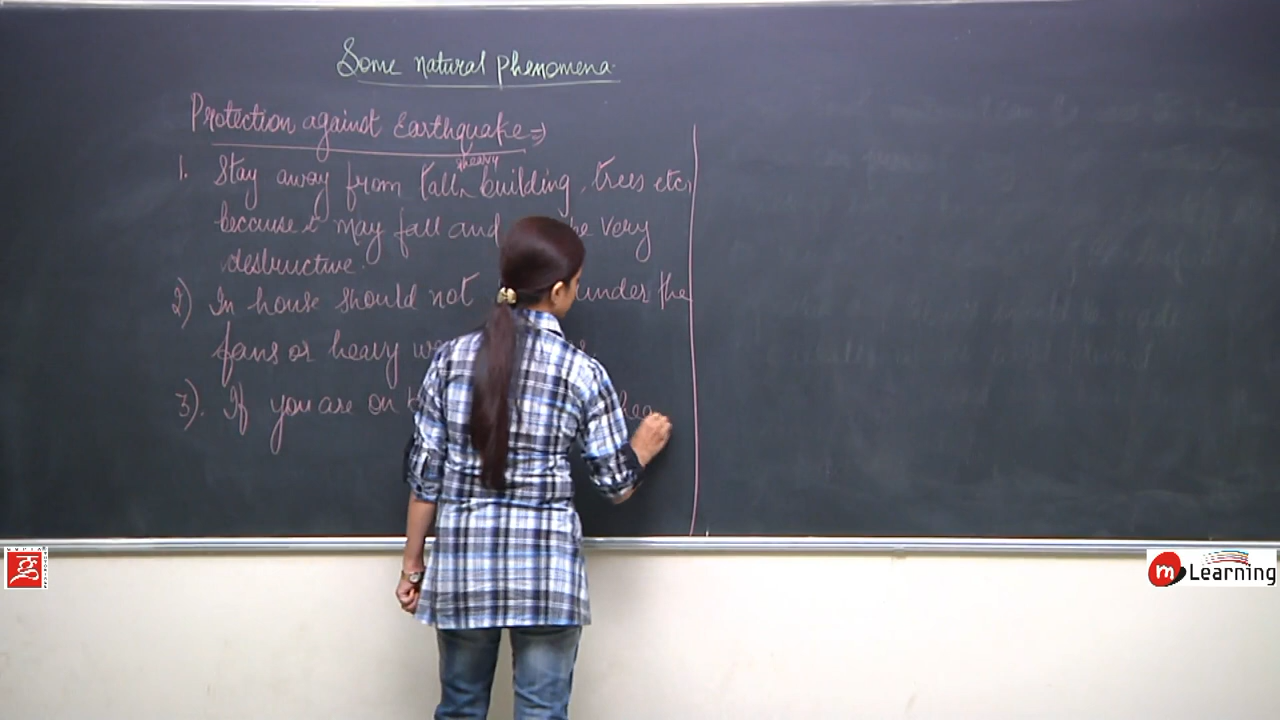 Some natural phenomena.
Protection against Earthquake ⇒
1. Stay away from tall, & heavy building, trees etc,
because it may fall and be very
destructive.
2) In house should not under the
fans or heavy
3). If you are on
m Learning